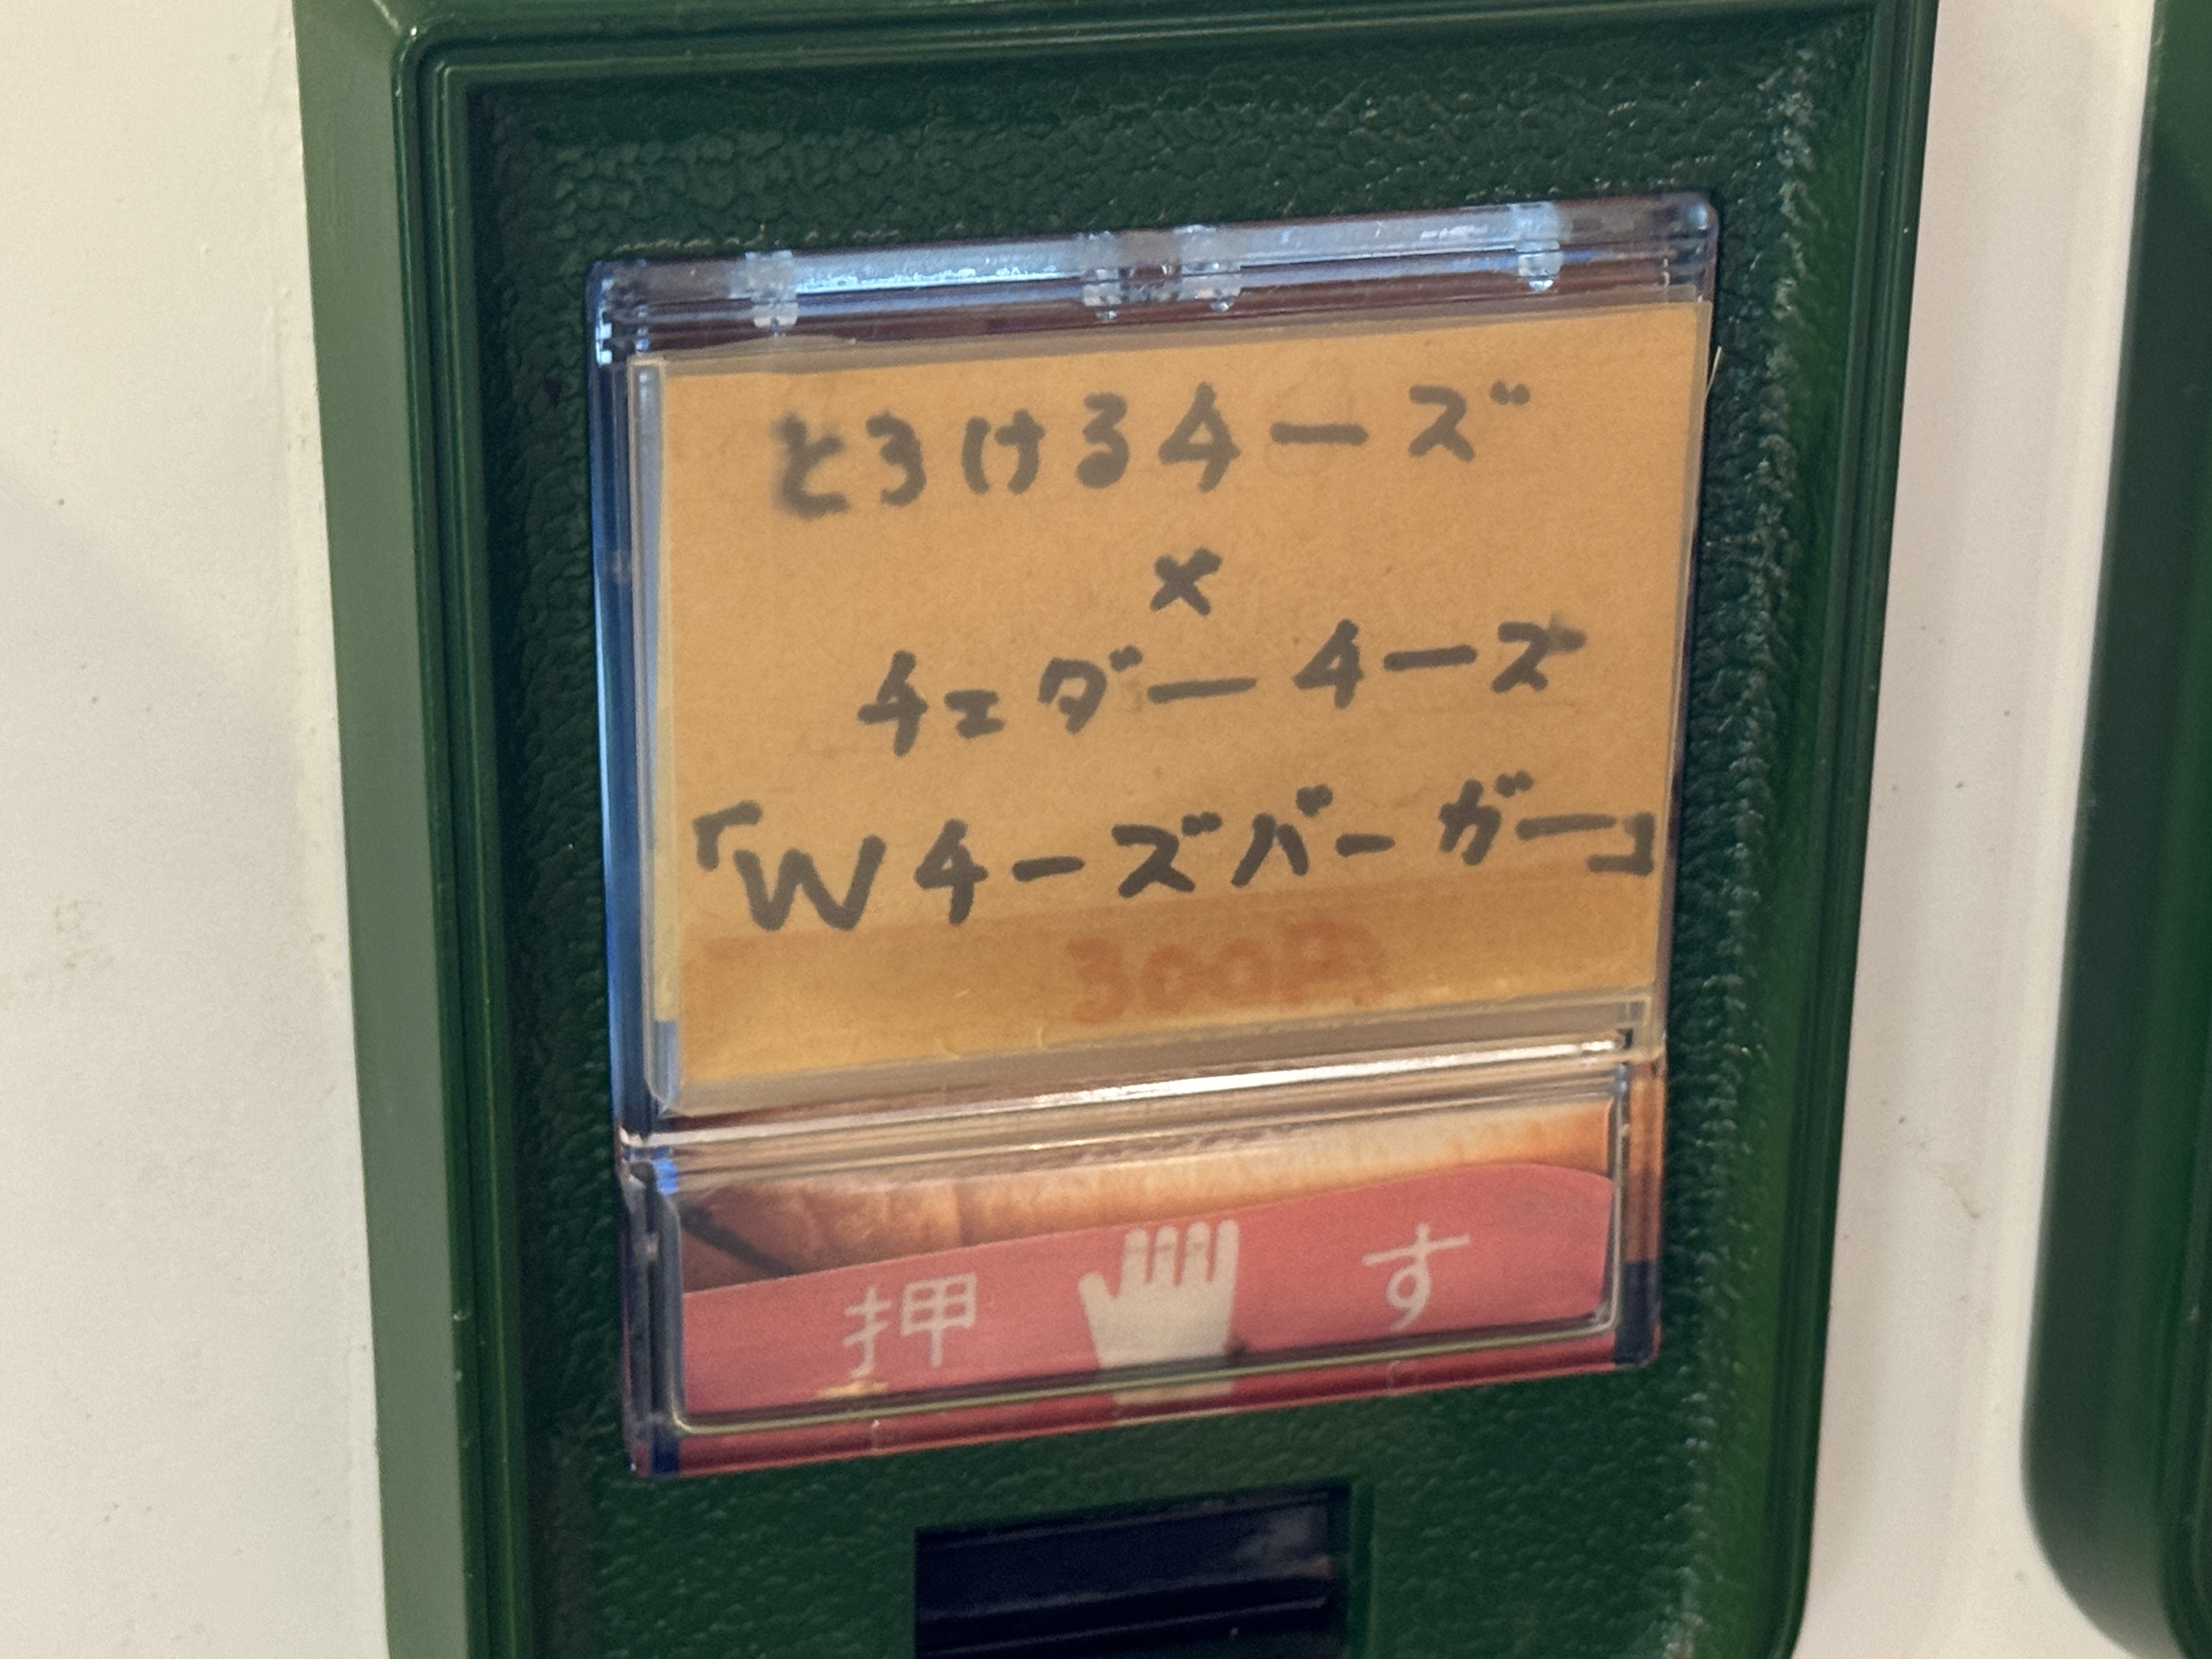 とろけるチーズ
×
チェダーチーズ
「Wチーズバーガー」
300円
押す